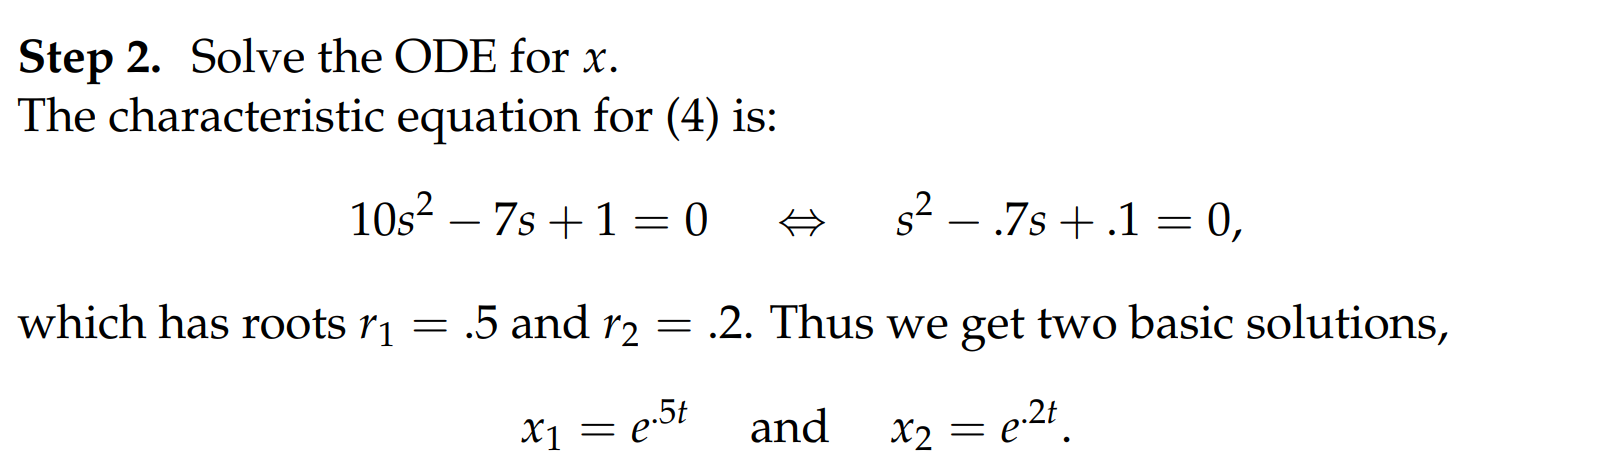 Step 2. Solve the ODE for x.
The characteristic equation for (4) is:
10s² − 7s + 1 = 0 ⇔ s² − .7s + .1 = 0,
which has roots r₁ = .5 and r₂ = .2. Thus we get two basic solutions,
x₁ = e^{.5t} and x₂ = e^{.2t}.